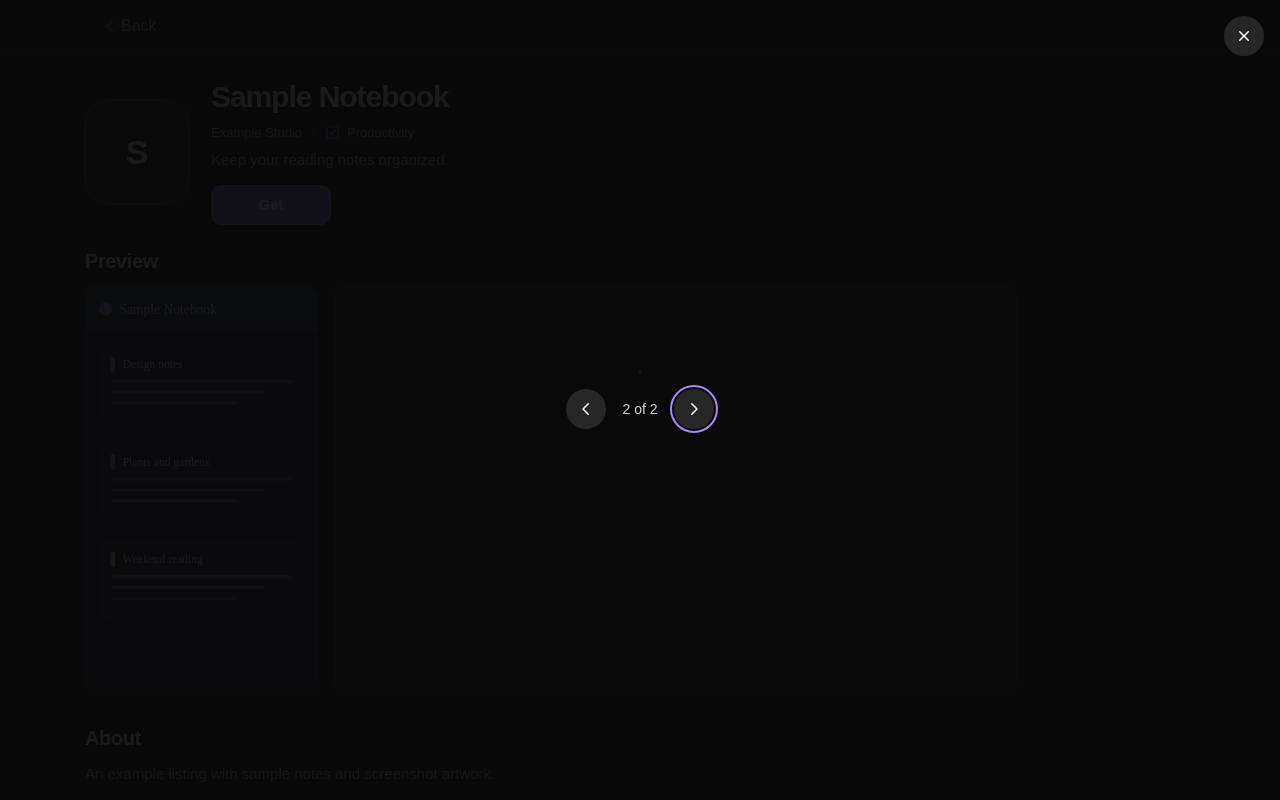 Back
Sample Notebook
S
Example Studio · Productivity
Keep your reading notes organized.
Get
Preview
Sample Notebook
Design notes
Plants and gardens
Weekend reading
2 of 2
About
An example listing with sample notes and screenshot artwork.